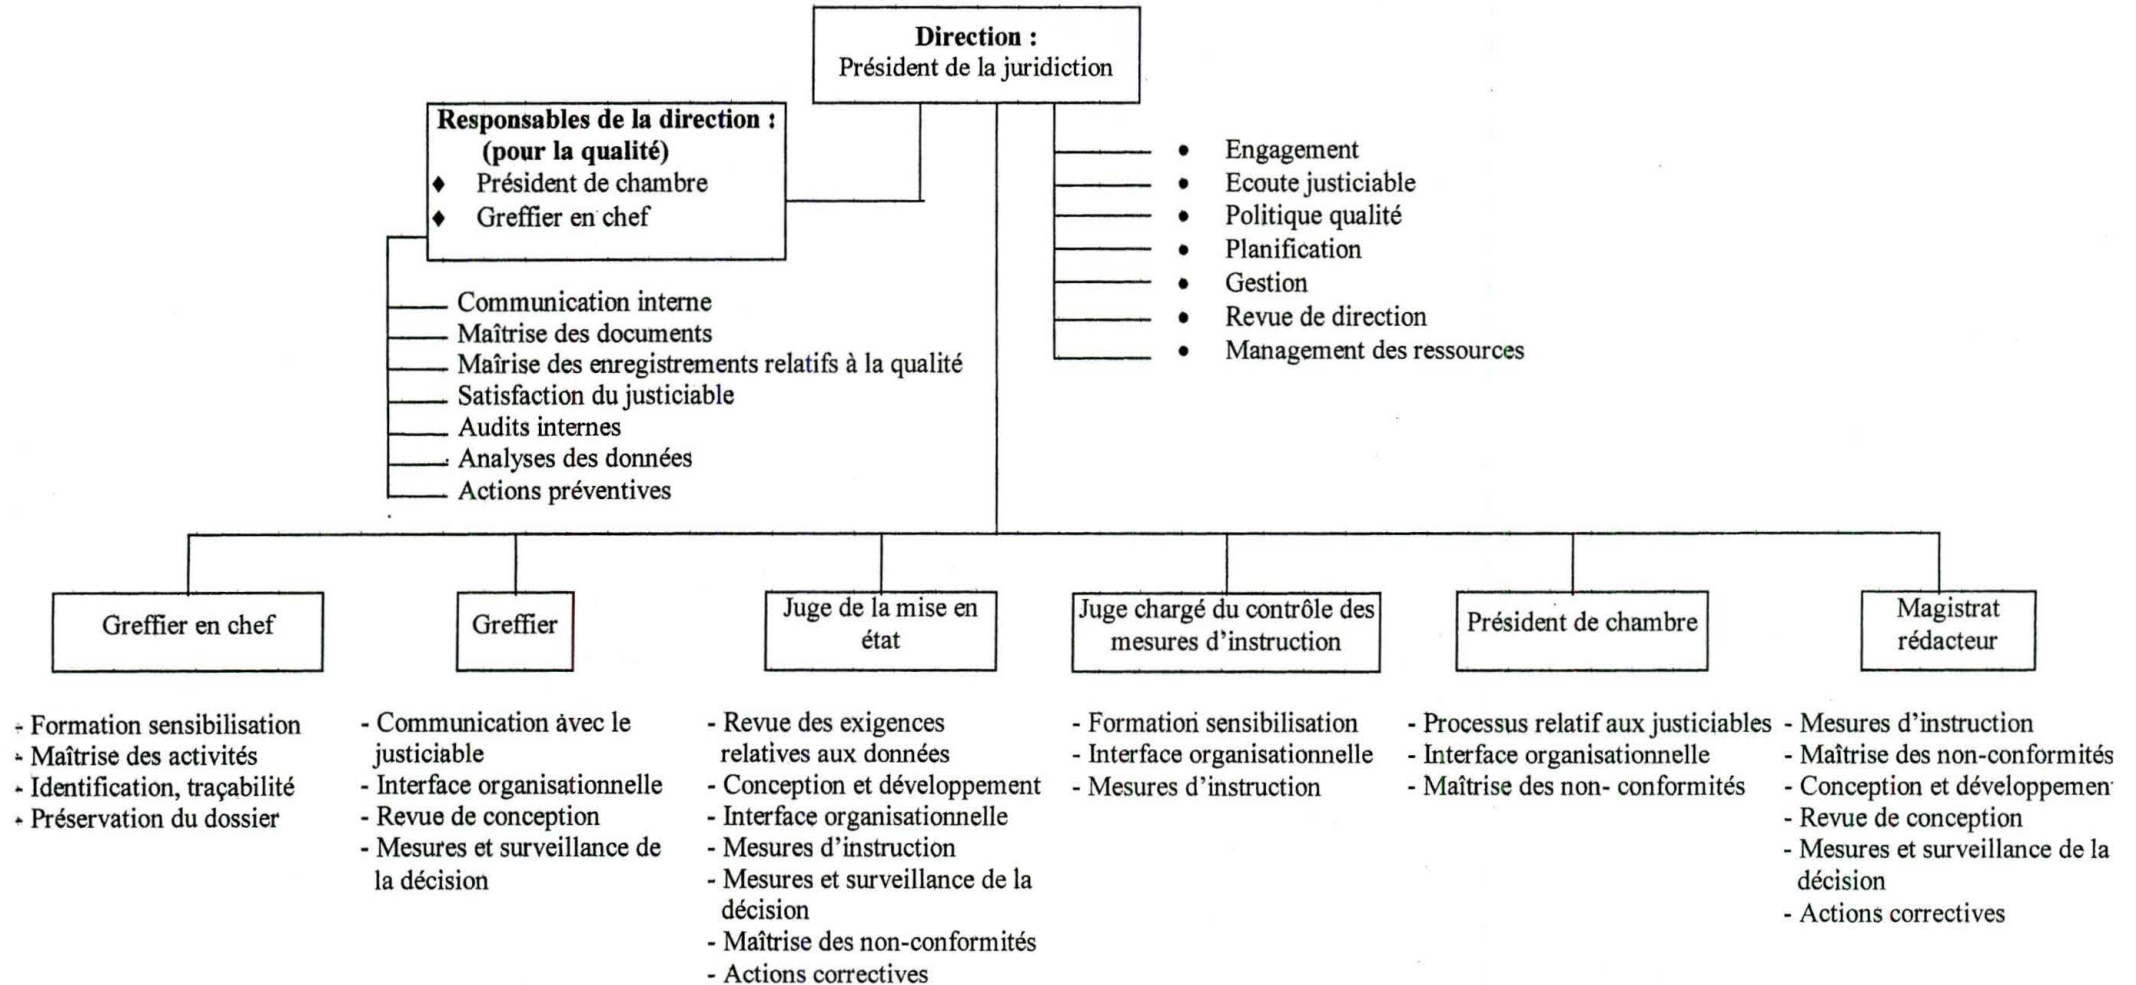 Direction :
Président de la juridiction
Responsables de la direction :
(pour la qualité)
♦ Président de chambre
♦ Greffier en chef
• Engagement
• Ecoute justiciable
• Politique qualité
• Planification
• Gestion
• Revue de direction
• Management des ressources
Communication interne
Maîtrise des documents
Maîrise des enregistrements relatifs à la qualité
Satisfaction du justiciable
Audits internes
Analyses des données
Actions préventives
Greffier en chef
- Formation sensibilisation
- Maîtrise des activités
- Identification, traçabilité
- Préservation du dossier
Greffier
- Communication avec le
justiciable
- Interface organisationnelle
- Revue de conception
- Mesures et surveillance de
la décision
Juge de la mise en
état
- Revue des exigences
relatives aux données
- Conception et développement
- Interface organisationnelle
- Mesures d’instruction
- Mesures et surveillance de la
décision
- Maîtrise des non-conformités
- Actions correctives
Juge chargé du contrôle des
mesures d’instruction
- Formation sensibilisation
- Interface organisationnelle
- Mesures d’instruction
Président de chambre
- Processus relatif aux justiciables
- Interface organisationnelle
- Maîtrise des non- conformités
Magistrat
rédacteur
- Mesures d’instruction
- Maîtrise des non-conformités
- Conception et développemen
- Revue de conception
- Mesures et surveillance de la
décision
- Actions correctives